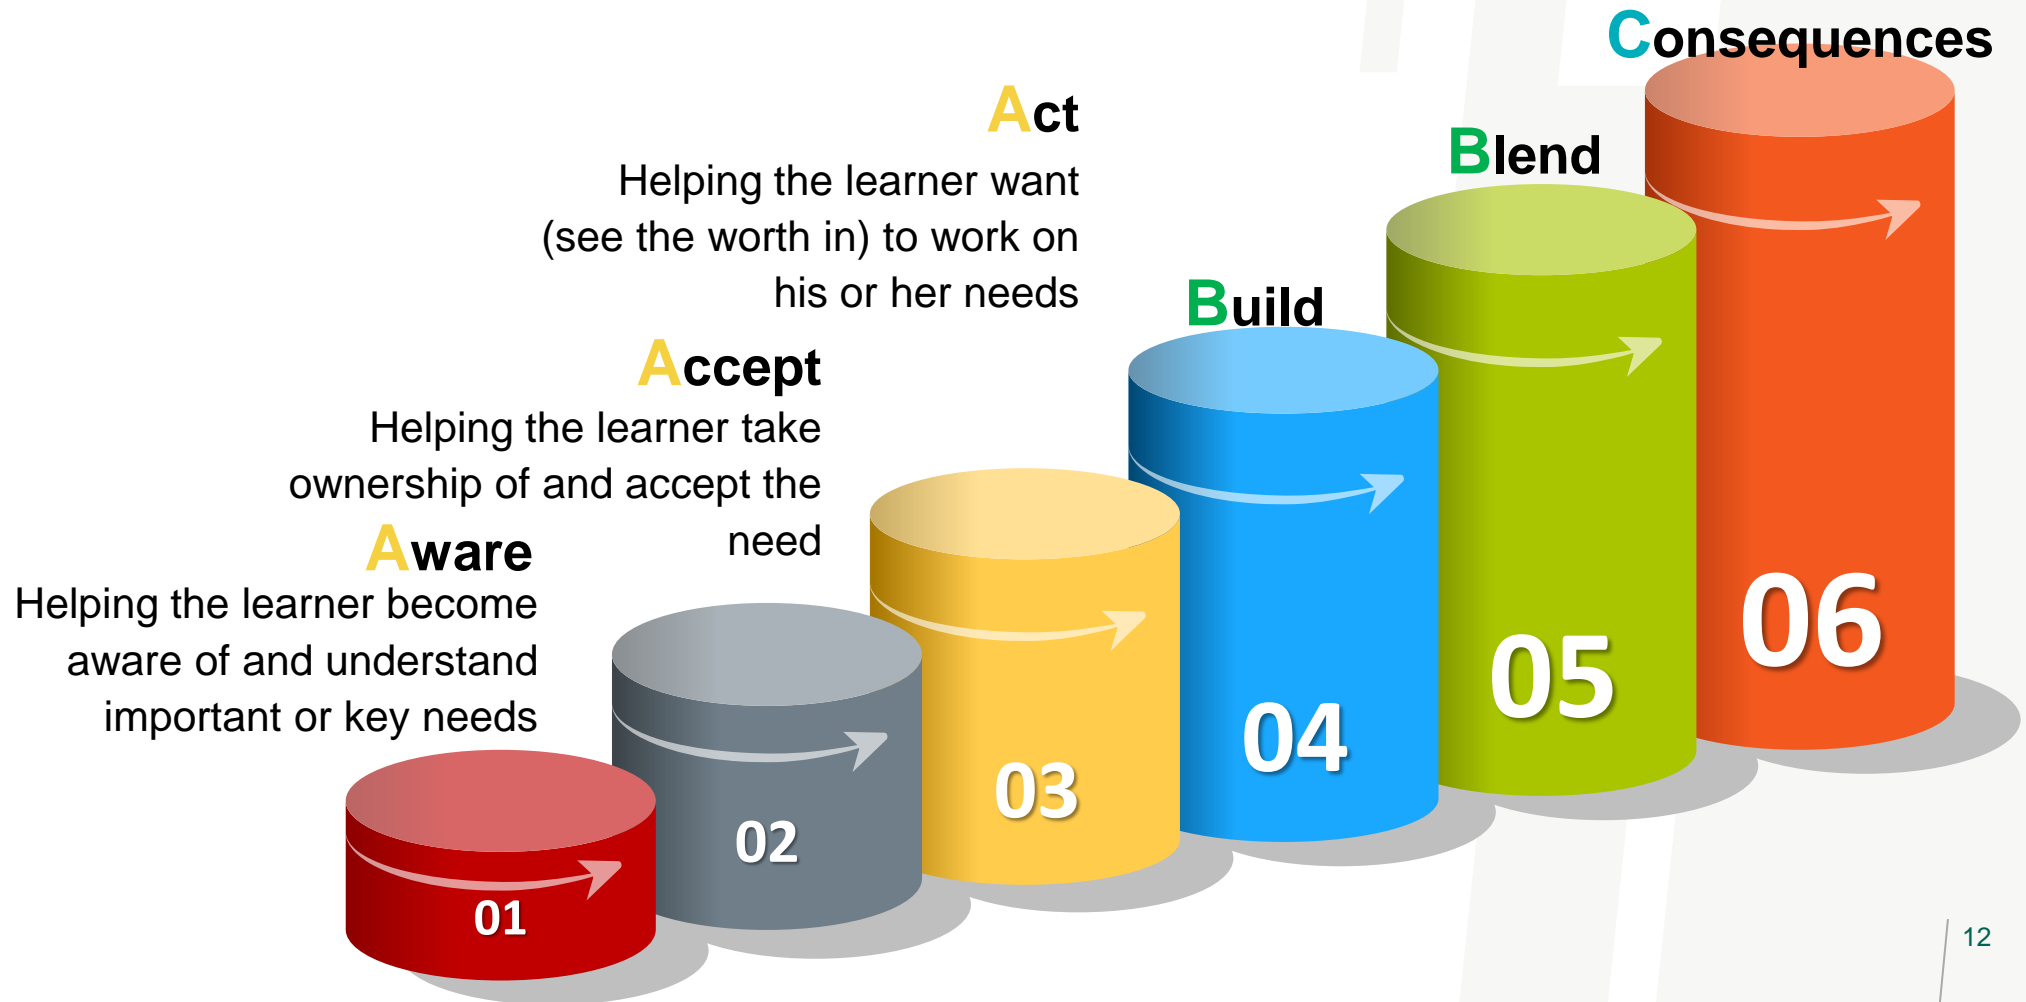 Consequences
Act
Helping the learner want
(see the worth in) to work on
his or her needs
Blend
Build
Accept
Helping the learner take
ownership of and accept the
need
Aware
Helping the learner become
aware of and understand
important or key needs
01
02
03
04
05
06
12